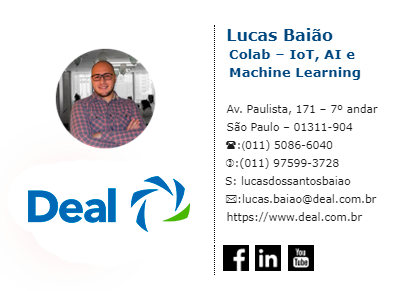 Lucas Baião
Colab – IoT, AI e
Machine Learning
Av. Paulista, 171 – 7º andar
São Paulo – 01311-904
☎:(011) 5086-6040
✆:(011) 97599-3728
S: lucasdossantosbaiao
✉:lucas.baiao@deal.com.br
https://www.deal.com.br
Deal
f in You Tube